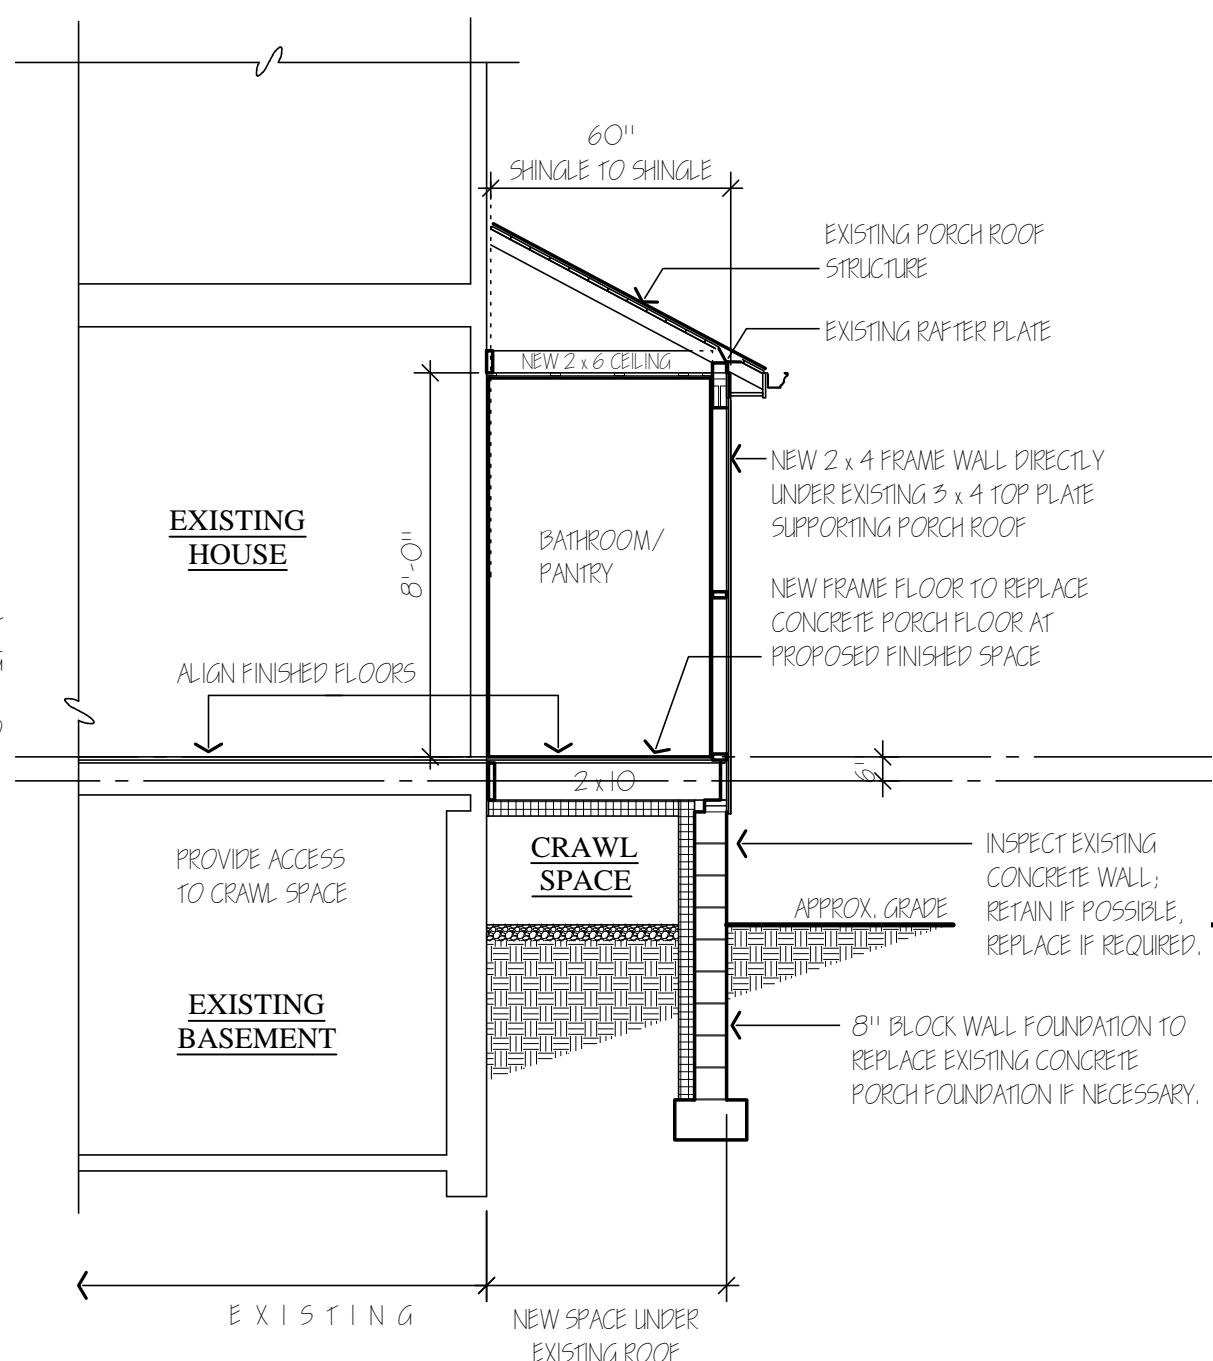 60"
SHINGLE TO SHINGLE
EXISTING PORCH ROOF
STRUCTURE
EXISTING RAFTER PLATE
NEW 2 x 6 CEILING
NEW 2 x 4 FRAME WALL DIRECTLY
UNDER EXISTING 3 x 4 TOP PLATE
SUPPORTING PORCH ROOF
EXISTING
HOUSE
8'-0"
BATHROOM/
PANTRY
NEW FRAME FLOOR TO REPLACE
CONCRETE PORCH FLOOR AT
PROPOSED FINISHED SPACE
ALIGN FINISHED FLOORS
2 x 10
6"
PROVIDE ACCESS
TO CRAWL SPACE
CRAWL
SPACE
INSPECT EXISTING
CONCRETE WALL;
RETAIN IF POSSIBLE,
REPLACE IF REQUIRED.
APPROX. GRADE
EXISTING
BASEMENT
8" BLOCK WALL FOUNDATION TO
REPLACE EXISTING CONCRETE
PORCH FOUNDATION IF NECESSARY.
EXISTING
NEW SPACE UNDER
EXISTING ROOF